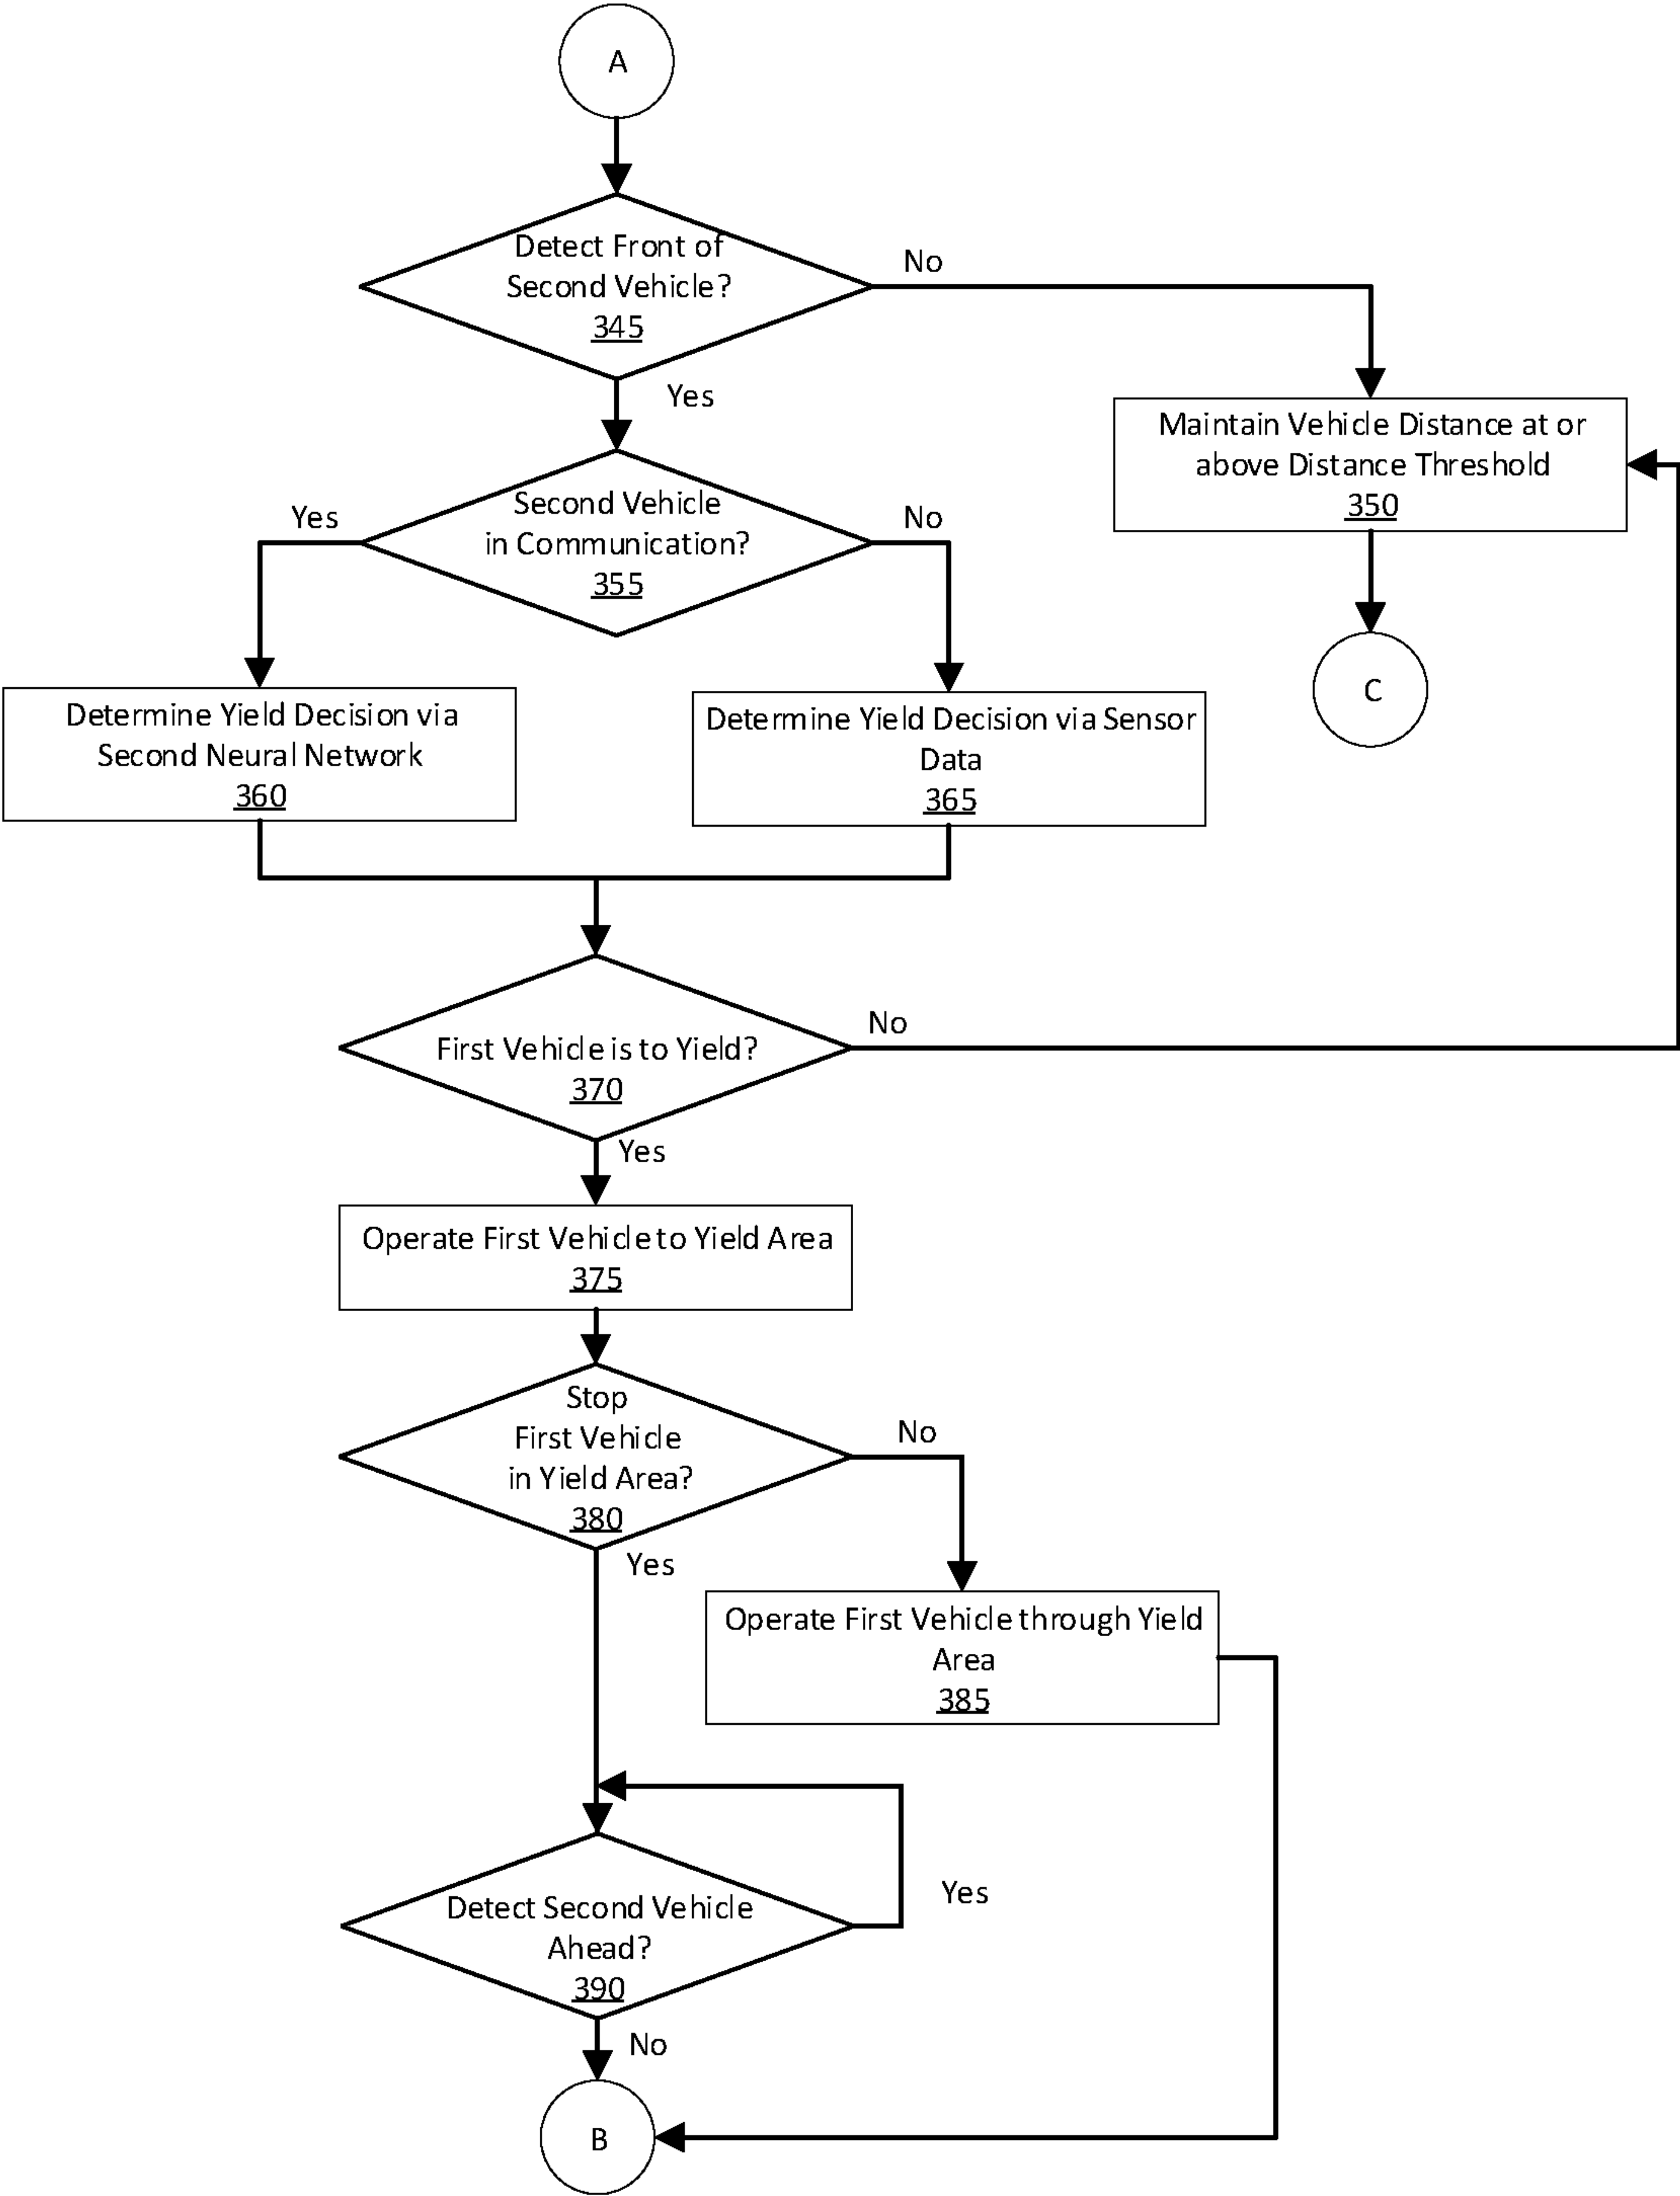 A
Detect Front of
Second Vehicle?
345
No
Yes
Maintain Vehicle Distance at or
above Distance Threshold
350
Second Vehicle
in Communication?
355
Yes
No
C
Determine Yield Decision via
Second Neural Network
360
Determine Yield Decision via Sensor
Data
365
First Vehicle is to Yield?
370
No
Yes
Operate First Vehicle to Yield Area
375
Stop
First Vehicle
in Yield Area?
380
No
Yes
Operate First Vehicle through Yield
Area
385
Detect Second Vehicle
Ahead?
390
Yes
No
B